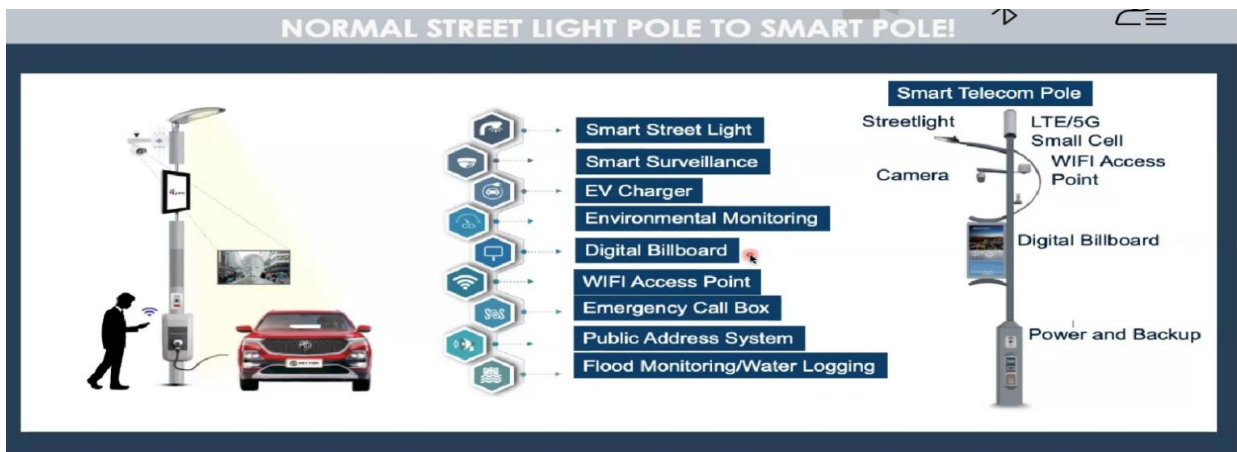 NORMAL STREET LIGHT POLE TO SMART POLE!
Smart Street Light
Smart Surveillance
EV Charger
Environmental Monitoring
Digital Billboard
WIFI Access Point
Emergency Call Box
Public Address System
Flood Monitoring/Water Logging
SOS
Smart Telecom Pole
Streetlight
LTE/5G
Small Cell
WIFI Access
Point
Camera
Digital Billboard
Power and Backup